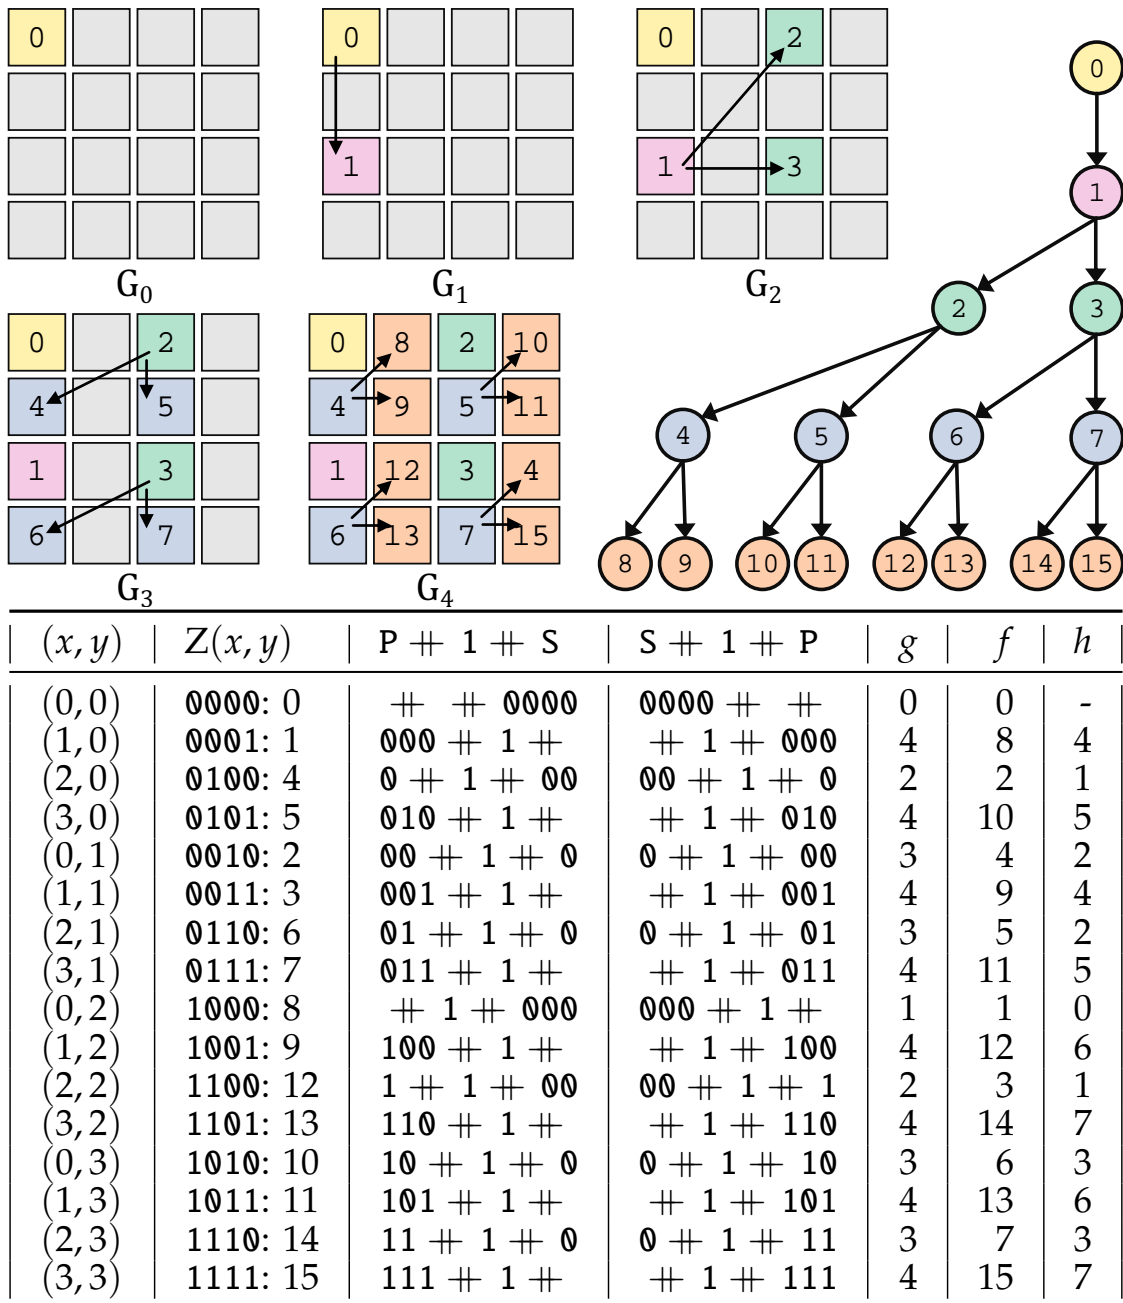 0
G₀
0
1
G₁
0 2
1 3
G₂
0 2
4 5
1 3
6 7
G₃
0 8 2 10
4 9 5 11
1 12 3 4
6 13 7 15
G₄
0
1
2 3
4 5 6 7
8 9 10 11 12 13 14 15
| (x, y) | Z(x, y) | P ⧺ 1 ⧺ S | S ⧺ 1 ⧺ P | g | f | h |
| (0, 0) | 0000: 0 | ⧺ ⧺ 0000 | 0000 ⧺ ⧺ | 0 | 0 | - |
| (1, 0) | 0001: 1 | 000 ⧺ 1 ⧺ | ⧺ 1 ⧺ 000 | 4 | 8 | 4 |
| (2, 0) | 0100: 4 | 0 ⧺ 1 ⧺ 00 | 00 ⧺ 1 ⧺ 0 | 2 | 2 | 1 |
| (3, 0) | 0101: 5 | 010 ⧺ 1 ⧺ | ⧺ 1 ⧺ 010 | 4 | 10 | 5 |
| (0, 1) | 0010: 2 | 00 ⧺ 1 ⧺ 0 | 0 ⧺ 1 ⧺ 00 | 3 | 4 | 2 |
| (1, 1) | 0011: 3 | 001 ⧺ 1 ⧺ | ⧺ 1 ⧺ 001 | 4 | 9 | 4 |
| (2, 1) | 0110: 6 | 01 ⧺ 1 ⧺ 0 | 0 ⧺ 1 ⧺ 01 | 3 | 5 | 2 |
| (3, 1) | 0111: 7 | 011 ⧺ 1 ⧺ | ⧺ 1 ⧺ 011 | 4 | 11 | 5 |
| (0, 2) | 1000: 8 | ⧺ 1 ⧺ 000 | 000 ⧺ 1 ⧺ | 1 | 1 | 0 |
| (1, 2) | 1001: 9 | 100 ⧺ 1 ⧺ | ⧺ 1 ⧺ 100 | 4 | 12 | 6 |
| (2, 2) | 1100: 12 | 1 ⧺ 1 ⧺ 00 | 00 ⧺ 1 ⧺ 1 | 2 | 3 | 1 |
| (3, 2) | 1101: 13 | 110 ⧺ 1 ⧺ | ⧺ 1 ⧺ 110 | 4 | 14 | 7 |
| (0, 3) | 1010: 10 | 10 ⧺ 1 ⧺ 0 | 0 ⧺ 1 ⧺ 10 | 3 | 6 | 3 |
| (1, 3) | 1011: 11 | 101 ⧺ 1 ⧺ | ⧺ 1 ⧺ 101 | 4 | 13 | 6 |
| (2, 3) | 1110: 14 | 11 ⧺ 1 ⧺ 0 | 0 ⧺ 1 ⧺ 11 | 3 | 7 | 3 |
| (3, 3) | 1111: 15 | 111 ⧺ 1 ⧺ | ⧺ 1 ⧺ 111 | 4 | 15 | 7 |